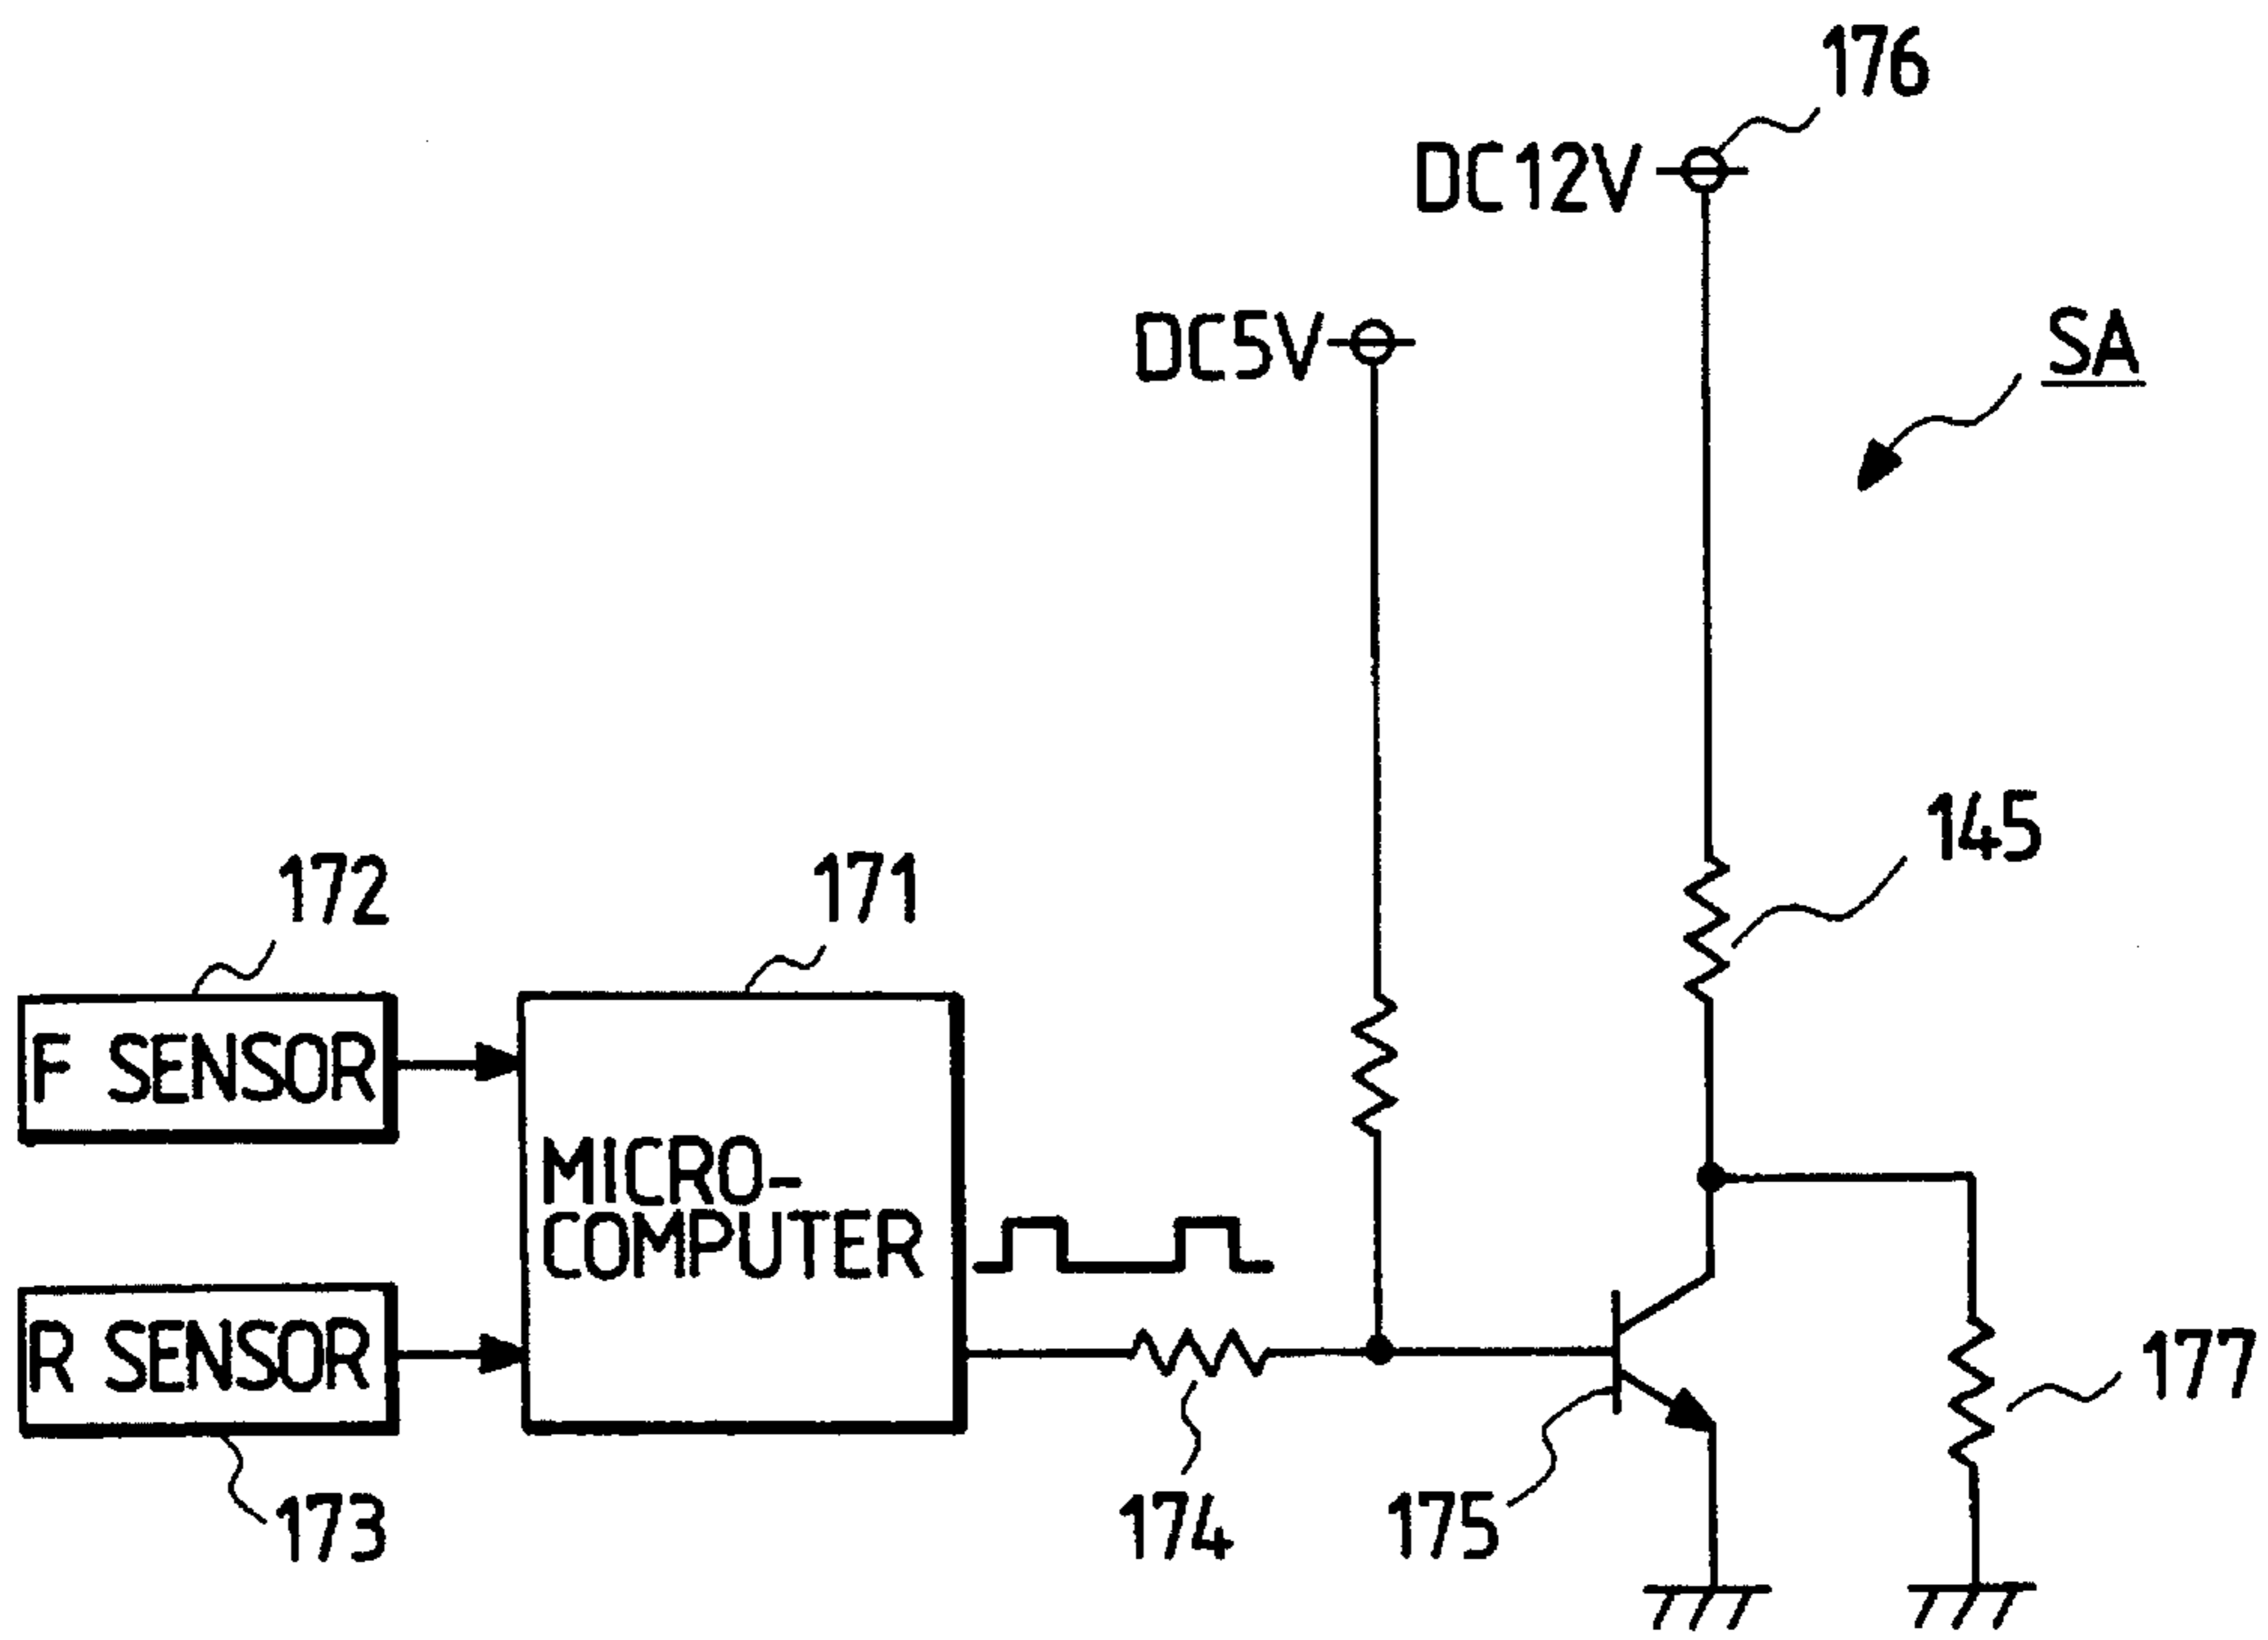 176
DC12V
DC5V
SA
145
172
171
F SENSOR
MICRO-
COMPUTER
R SENSOR
177
173
174
175